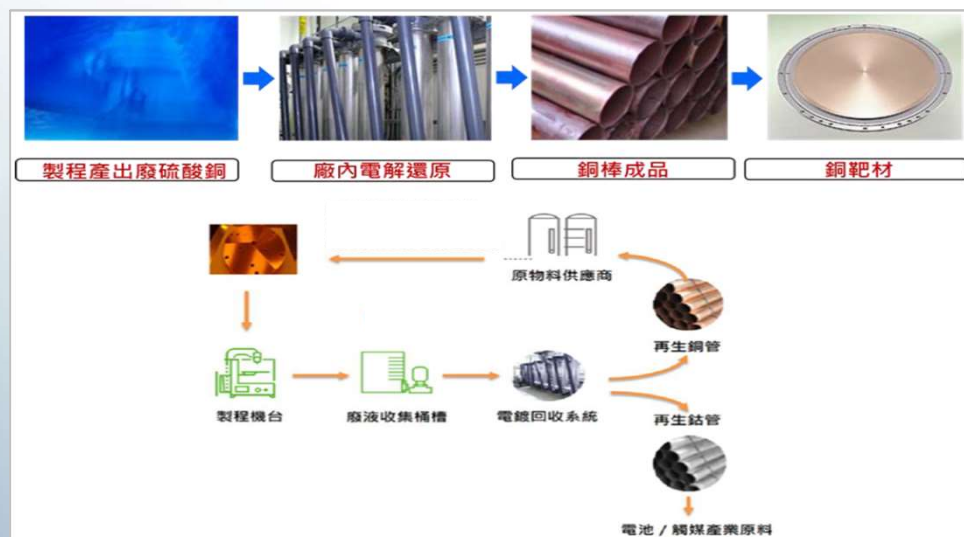 製程產出廢硫酸銅
廠內電解還原
銅棒成品
銅靶材
原物料供應商
再生銅管
製程機台
廢液收集桶槽
電鍍回收系統
再生鈷管
電池 / 觸媒產業原料